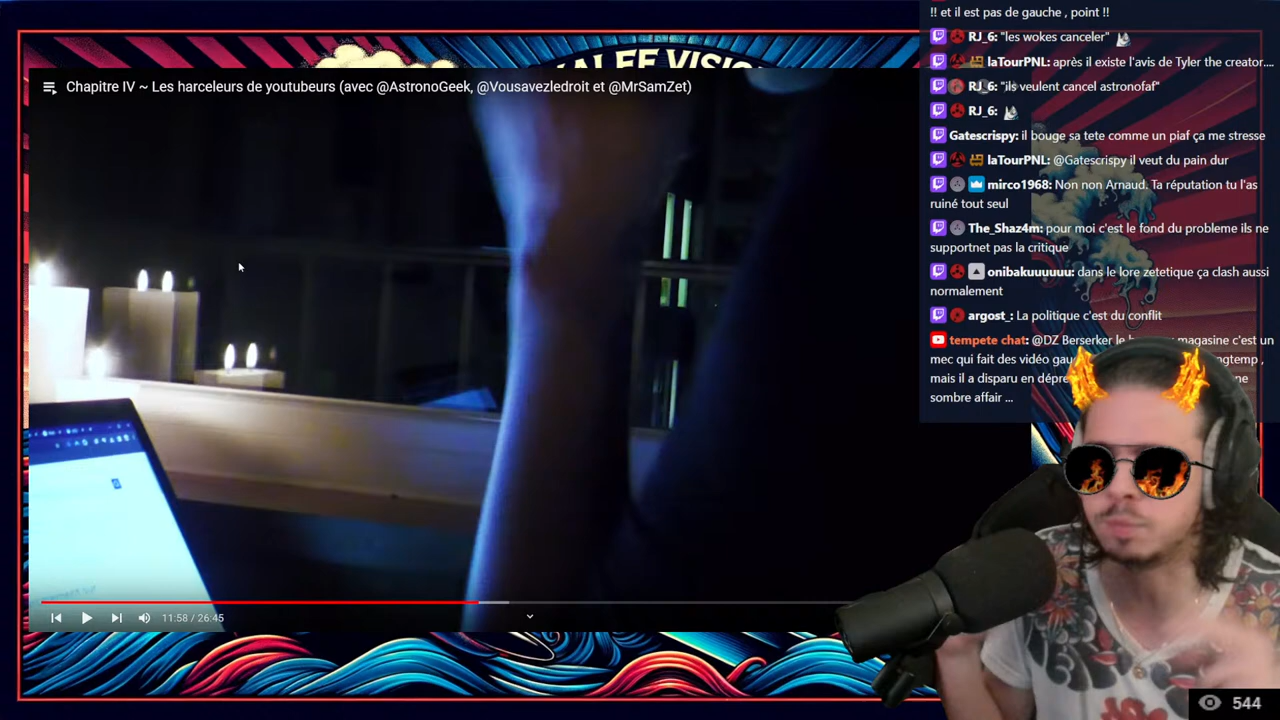 !! et il est pas de gauche , point !!
RJ_6: "les wokes canceler"
laTourPNL: après il existe l'avis de Tyler the creator....
RJ_6: "ils veulent cancel astronofaf"
RJ_6:
Gatescrispy: il bouge sa tete comme un piaf ça me stresse
laTourPNL: @Gatescrispy il veut du pain dur
mirco1968: Non non Arnaud. Ta réputation tu l'as
ruiné tout seul
The_Shaz4m: pour moi c'est le fond du probleme ils ne
supportnet pas la critique
onibakuuuuuu: dans le lore zetetique ça clash aussi
normalement
argost_: La politique c'est du conflit
tempete chat: @DZ Berserker le magasine c'est un
mec qui fait des vidéo gau ongtemp ,
mais il a disparu en dépre ne
sombre affair ...
Chapitre IV ~ Les harceleurs de youtubeurs (avec @AstronoGeek, @Vousavezledroit et @MrSamZet)
11:58 / 26:45
544